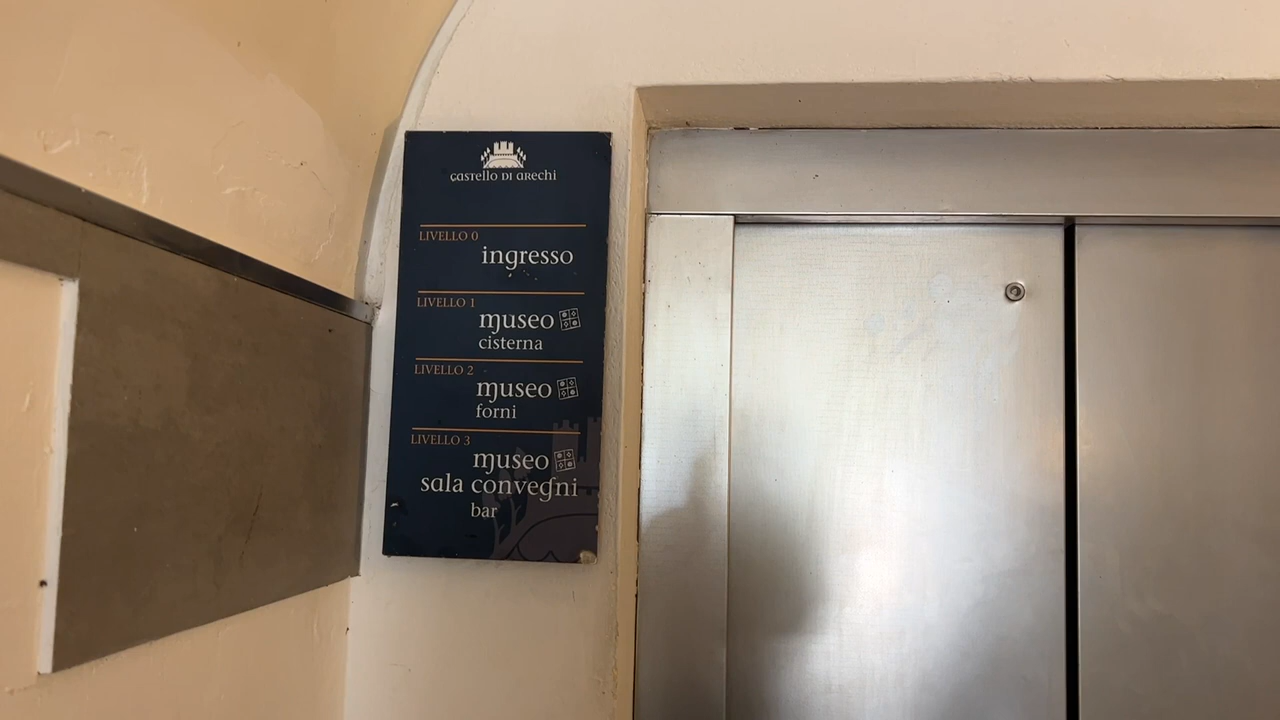 castello di arechi
LIVELLO 0
ingresso
LIVELLO 1
museo
cisterna
LIVELLO 2
museo
forni
LIVELLO 3
museo
sala convegni
bar